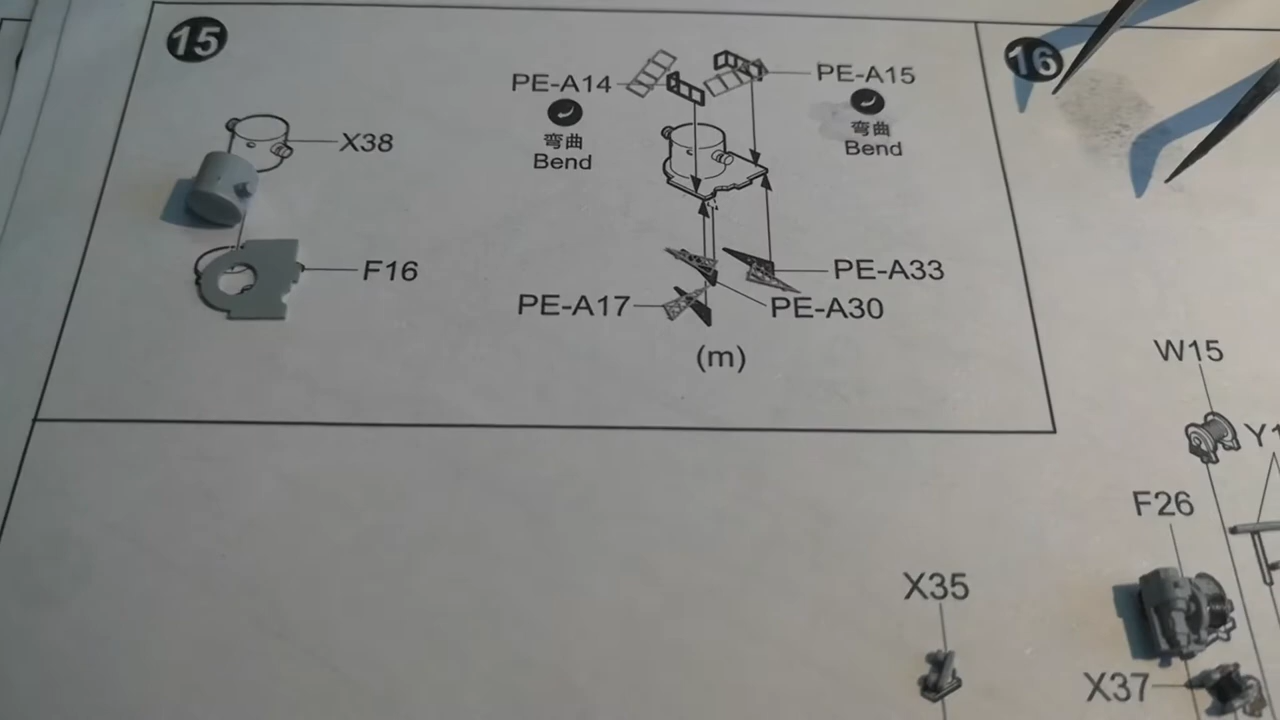 15
16
PE-A14
PE-A15
弯曲
Bend
弯曲
Bend
X38
F16
PE-A33
PE-A17
PE-A30
(m)
W15
Y1
F26
X35
X37